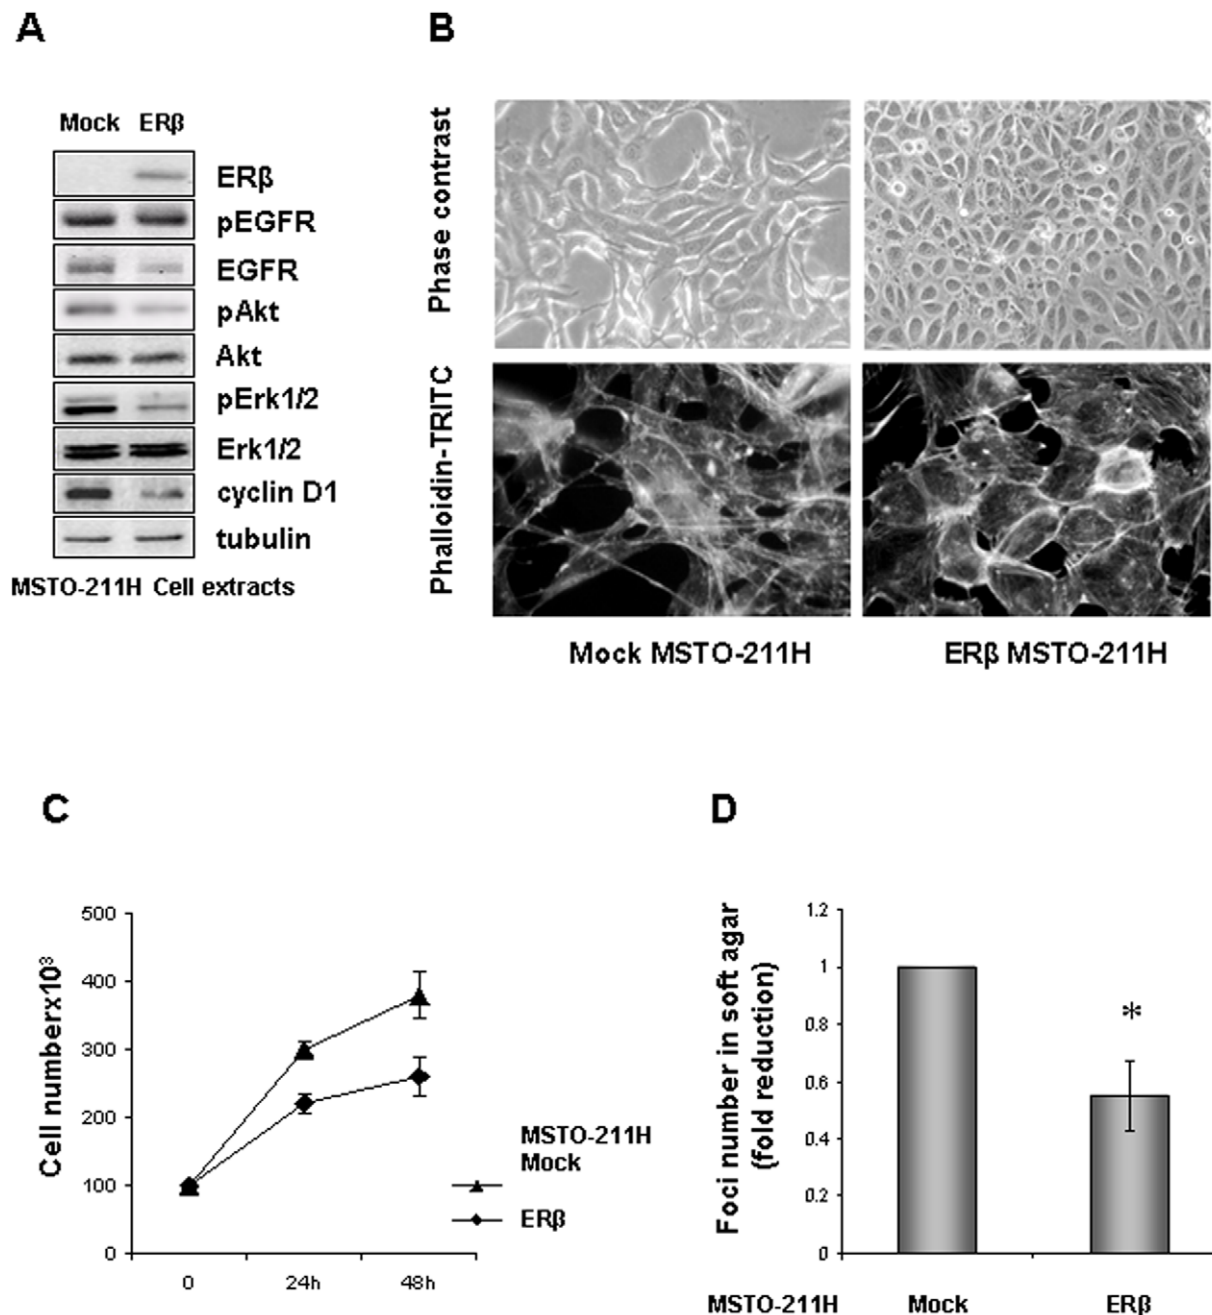 A
Mock ERβ
ERβ
pEGFR
EGFR
pAkt
Akt
pErk1/2
Erk1/2
cyclin D1
tubulin
MSTO-211H Cell extracts
B
Phase contrast
Phalloidin-TRITC
Mock MSTO-211H
ERβ MSTO-211H
C
Cell numberx10³
500
400
300
200
100
0
0
24h
48h
MSTO-211H
Mock
ERβ
D
Foci number in soft agar
(fold reduction)
1.2
1
0.8
0.6
0.4
0.2
0
*
MSTO-211H
Mock
ERβ